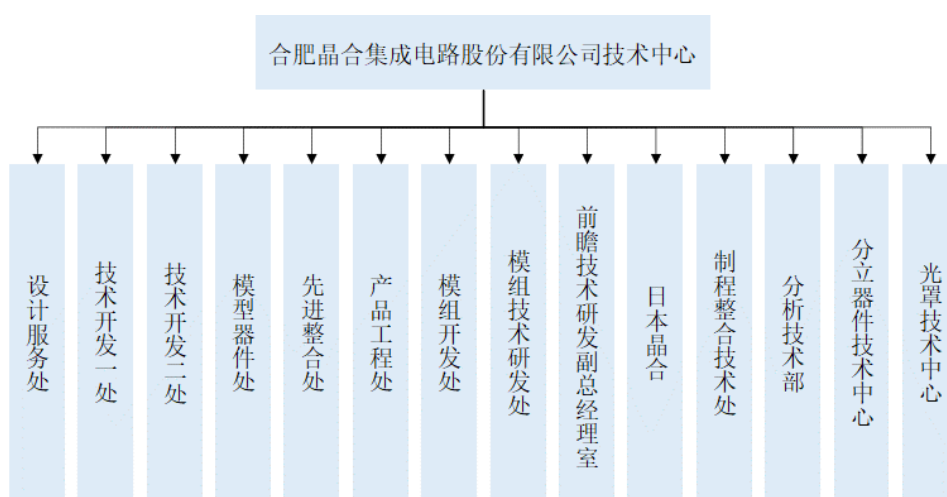 合肥晶合集成电路股份有限公司技术中心
设计服务处
技术开发一处
技术开发二处
模型器件处
先进整合处
产品工程处
模组开发处
模组技术研发处
前瞻技术研发副总经理室
日本晶合
制程整合技术处
分析技术部
分立器件技术中心
光罩技术中心